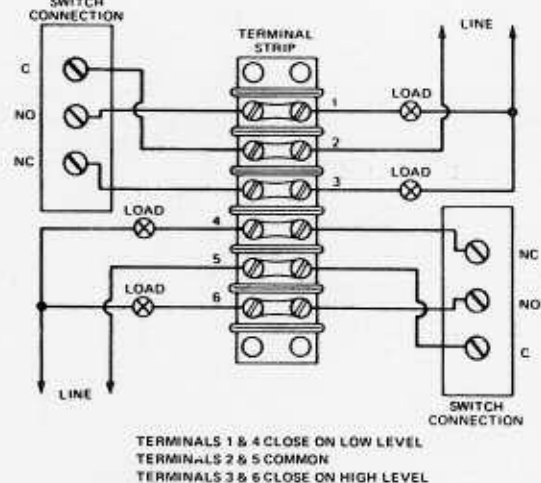 SWITCH
CONNECTION
LINE
TERMINAL
STRIP
C
LOAD
1
NO
2
NC
LOAD
3
LOAD
4
NC
5
LOAD
NO
6
C
LINE
SWITCH
CONNECTION
TERMINALS 1 & 4 CLOSE ON LOW LEVEL
TERMINALS 2 & 5 COMMON
TERMINALS 3 & 6 CLOSE ON HIGH LEVEL